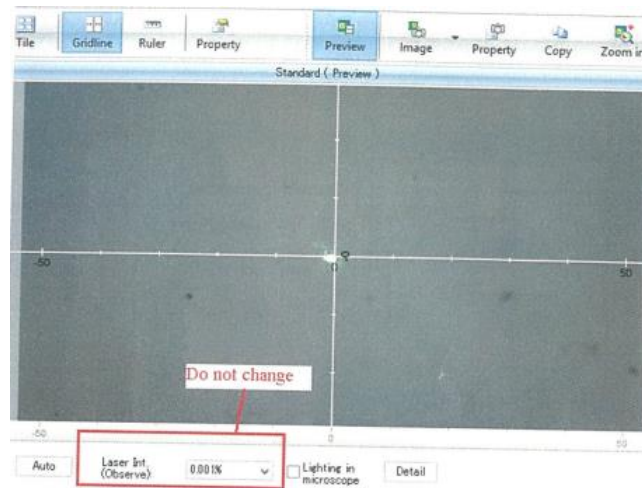 Tile Gridline Ruler Property Preview Image Property Copy Zoom in
Standard ( Preview )
-50 0 0 50
Do not change
-50 0 50
Auto Laser Int. (Observe) 0.001% Lighting in microscope Detail